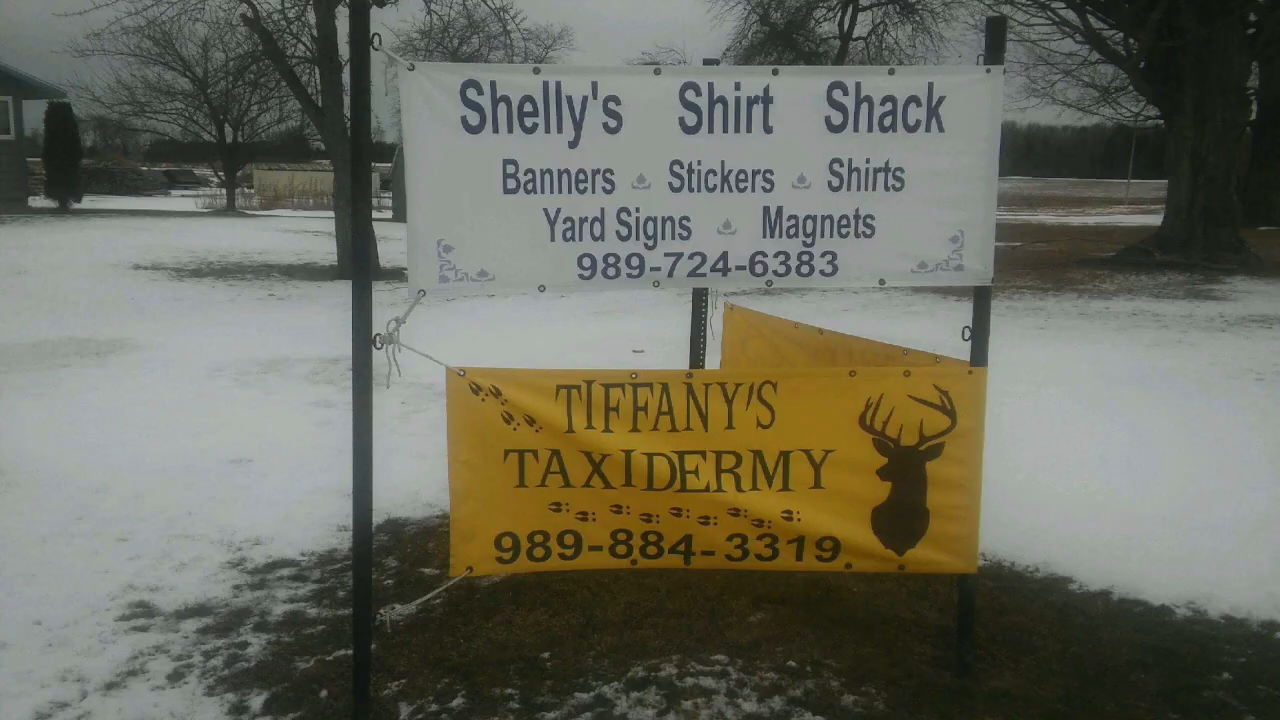 Shelly's Shirt Shack
Banners Stickers Shirts
Yard Signs Magnets
989-724-6383
TIFFANY'S
TAXIDERMY
989-884-3319